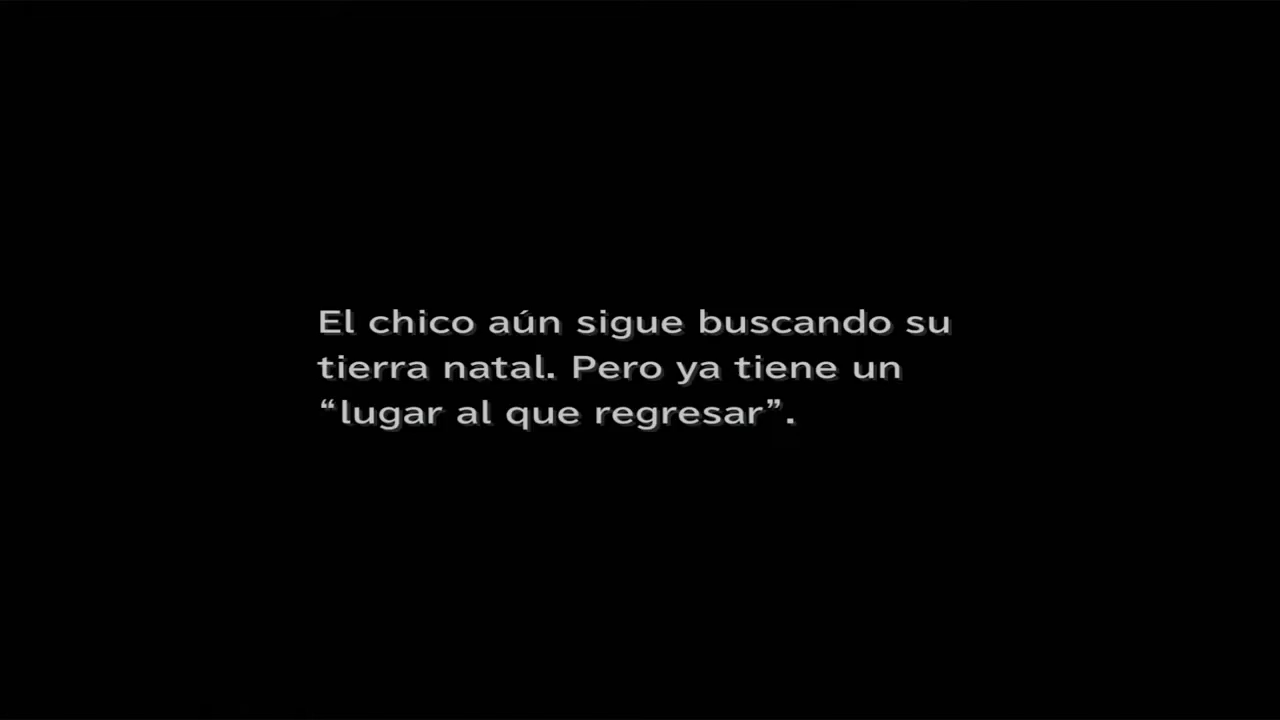 El chico aún sigue buscando su
tierra natal. Pero ya tiene un
“lugar al que regresar”.